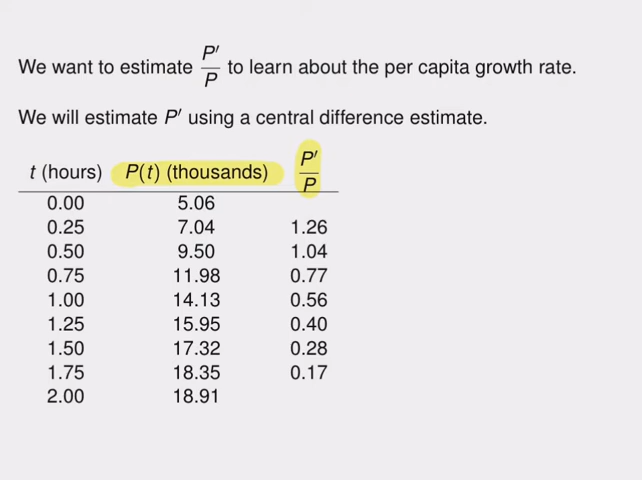 We want to estimate P′/P to learn about the per capita growth rate.
We will estimate P′ using a central difference estimate.
t (hours) P(t) (thousands) P′/P
0.00 5.06
0.25 7.04 1.26
0.50 9.50 1.04
0.75 11.98 0.77
1.00 14.13 0.56
1.25 15.95 0.40
1.50 17.32 0.28
1.75 18.35 0.17
2.00 18.91